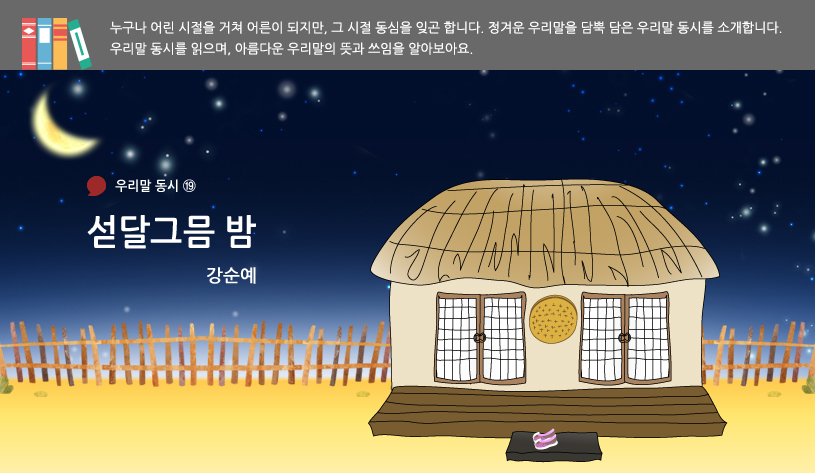 누구나 어린 시절을 거쳐 어른이 되지만, 그 시절 동심을 잊곤 합니다. 정겨운 우리말을 담뿍 담은 우리말 동시를 소개합니다.
우리말 동시를 읽으며, 아름다운 우리말의 뜻과 쓰임을 알아보아요.
우리말 동시 ⑲
섣달그믐 밤
강순예